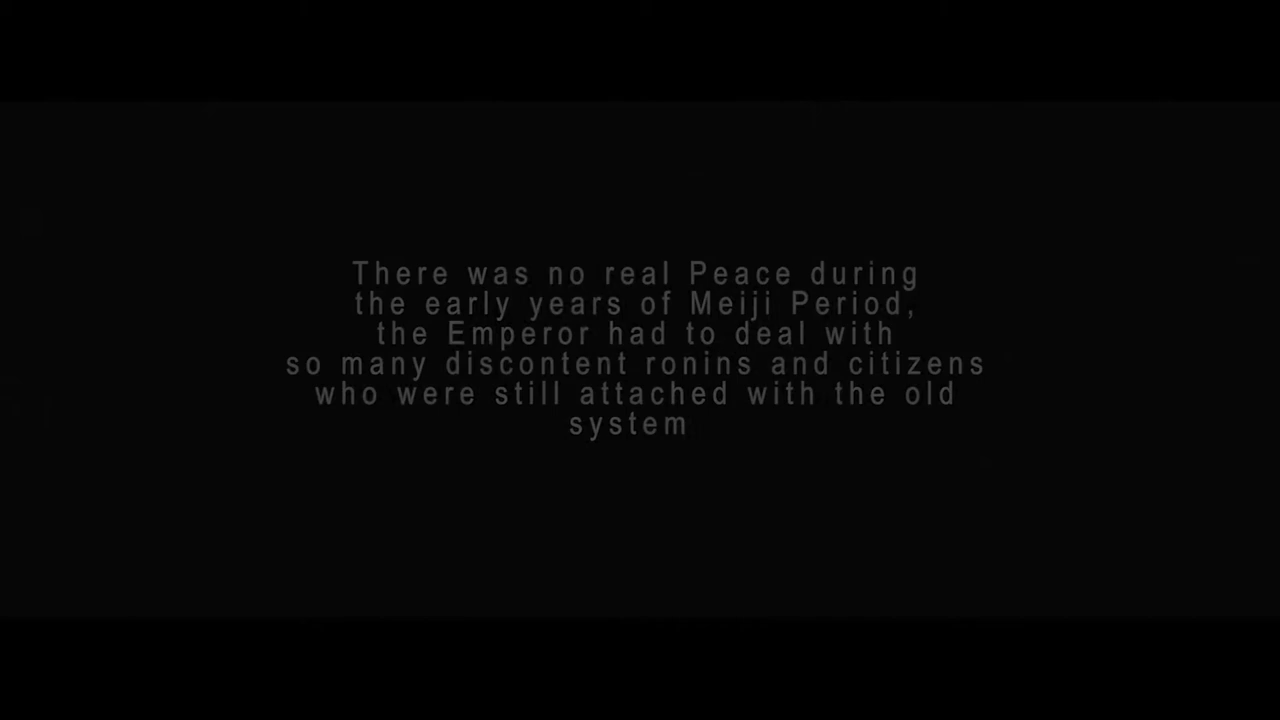 There was no real Peace during
the early years of Meiji Period,
the Emperor had to deal with
so many discontent ronins and citizens
who were still attached with the old
system